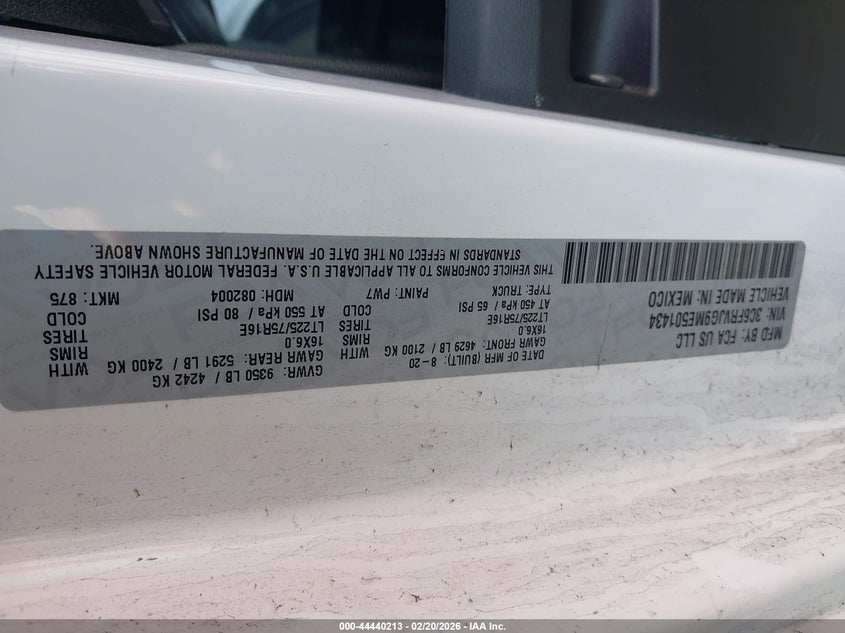 MFD BY: FCA US LLC
DATE OF MFR (BUILT): 8-20
GVWR: 9350 LB / 4242 KG
VIN: 3C6FRVJG9ME501434
GAWR FRONT: 4629 LB / 2100 KG
WITH
GAWR REAR: 5291 LB / 2400 KG
WITH
16X6.0
RIMS
16X6.0
RIMS
VEHICLE MADE IN: MEXICO
LT225/75R16E
TIRES
LT225/75R16E
TIRES
AT 450 kPa / 65 PSI
COLD
AT 550 kPa / 80 PSI
COLD
TYPE: TRUCK
PAINT: PW7
MDH: 082004
MKT: 875
THIS VEHICLE CONFORMS TO ALL APPLICABLE U.S.A. FEDERAL MOTOR VEHICLE SAFETY
STANDARDS IN EFFECT ON THE DATE OF MANUFACTURE SHOWN ABOVE.
000-44440213 - 02/20/2026 - IAA Inc.